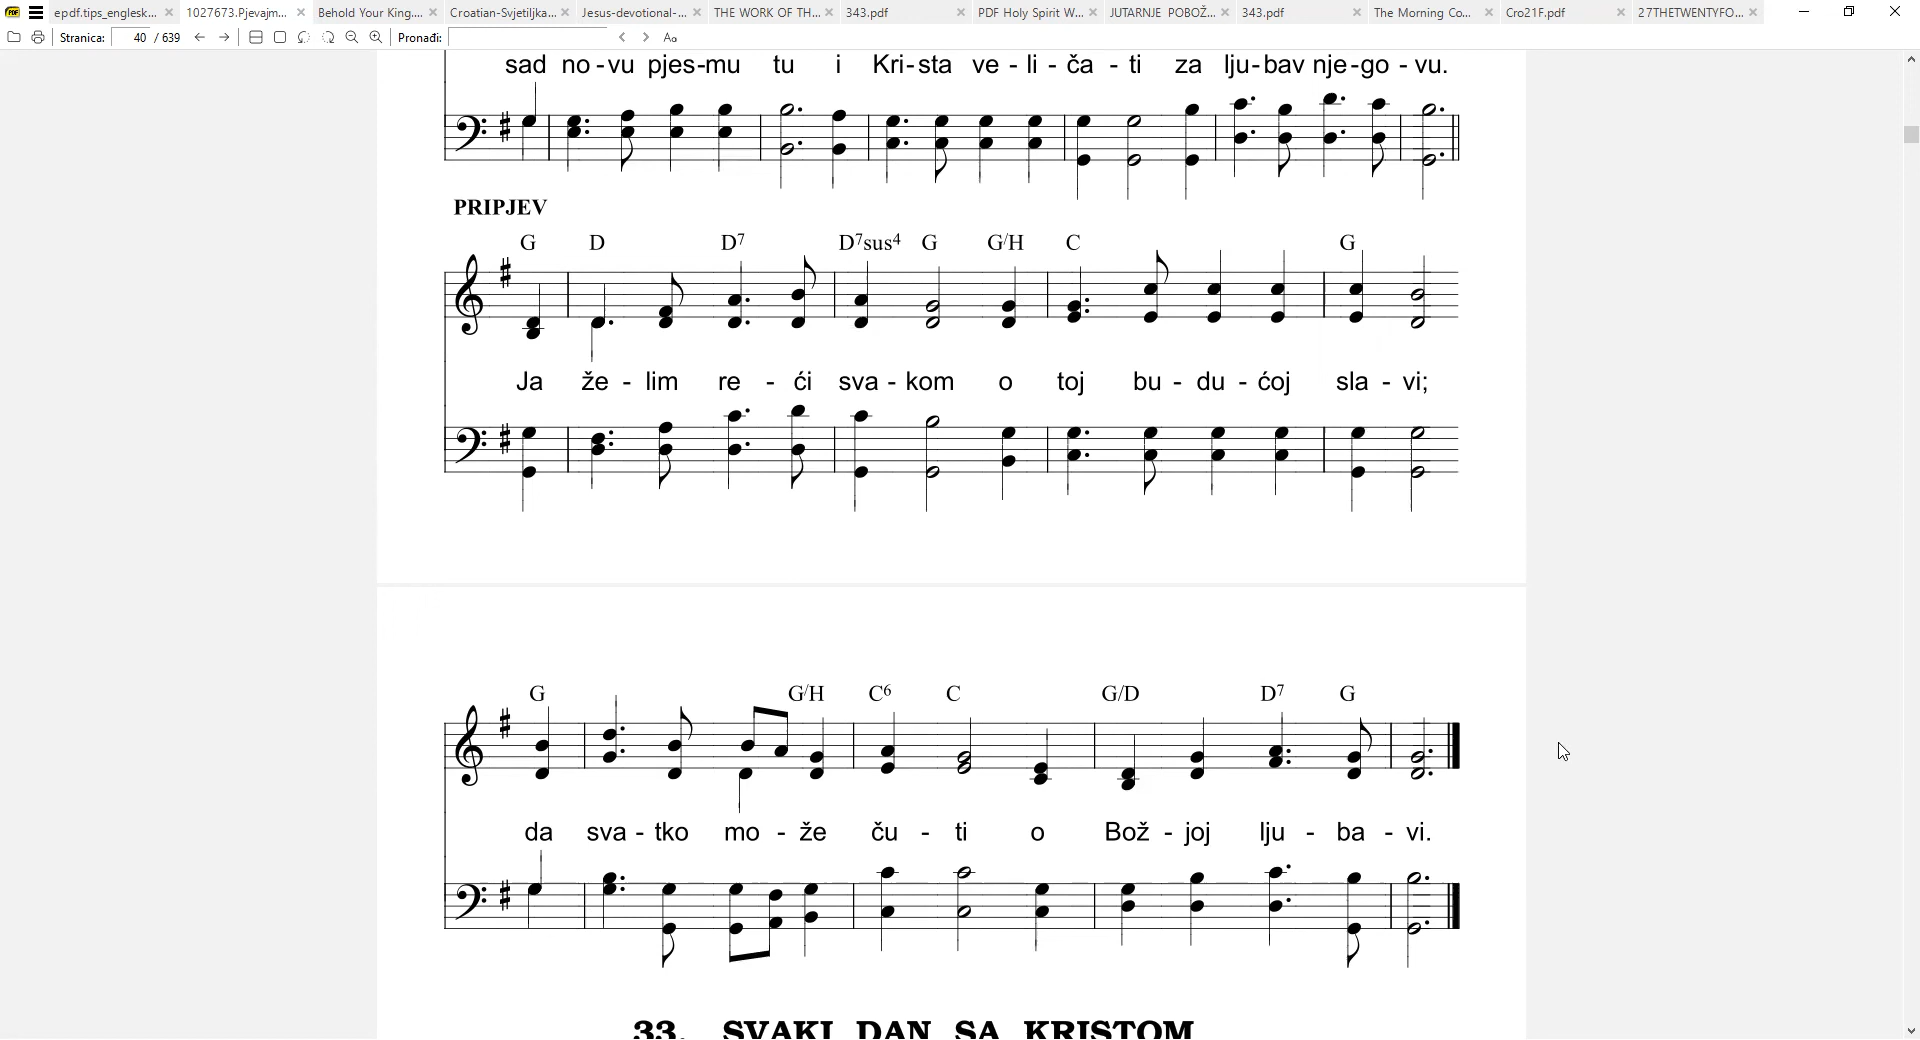 epdf.tips_englesk... 1027673.Pjevajm... Behold Your King.... Croatian-Svjetiljka... Jesus-devotional-... THE WORK OF TH... 343.pdf PDF Holy Spirit W... JUTARNJE POBOŽ... 343.pdf The Morning Co... Cro21F.pdf 27THETWENTYFO...
Stranica: 40 / 639 Pronađi: Aa
sad no - vu pjes-mu tu i Kri-sta ve - li - ča - ti za lju-bav nje-go - vu.
PRIPJEV
G D D7 D7sus4 G G/H C G
Ja že - lim re - ći sva - kom o toj bu - du - ćoj sla - vi;
G G/H C6 C G/D D7 G
da sva - tko mo - že ču - ti o Bož - joj lju - ba - vi.
33. SVAKI DAN SA KRISTOM